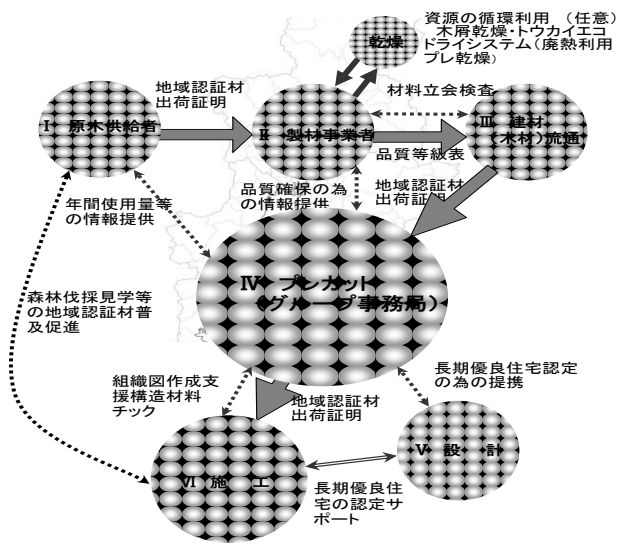 資源の循環利用　(任意)
木屑乾燥・トウカイエコ
ドライシステム(廃熱利用
プレ乾燥)
乾燥
地域認証材
出荷証明
材料立会検査
Ⅰ　原木供給者
Ⅱ　製材事業者
Ⅲ　建材
(木材)流通
品質等級表
品質確保の為
の情報提供
地域認証材
出荷証明
年間使用量等
の情報提供
Ⅳ　プレカット
(グループ事務局)
森林伐採見学等
の地域認証材普
及促進
組織図作成支
援構造材料
チック
地域認証材
出荷証明
長期優良住宅認定
の為の提携
Ⅴ　設　計
Ⅵ　施　工
長期優良住
宅の認定サ
ポート